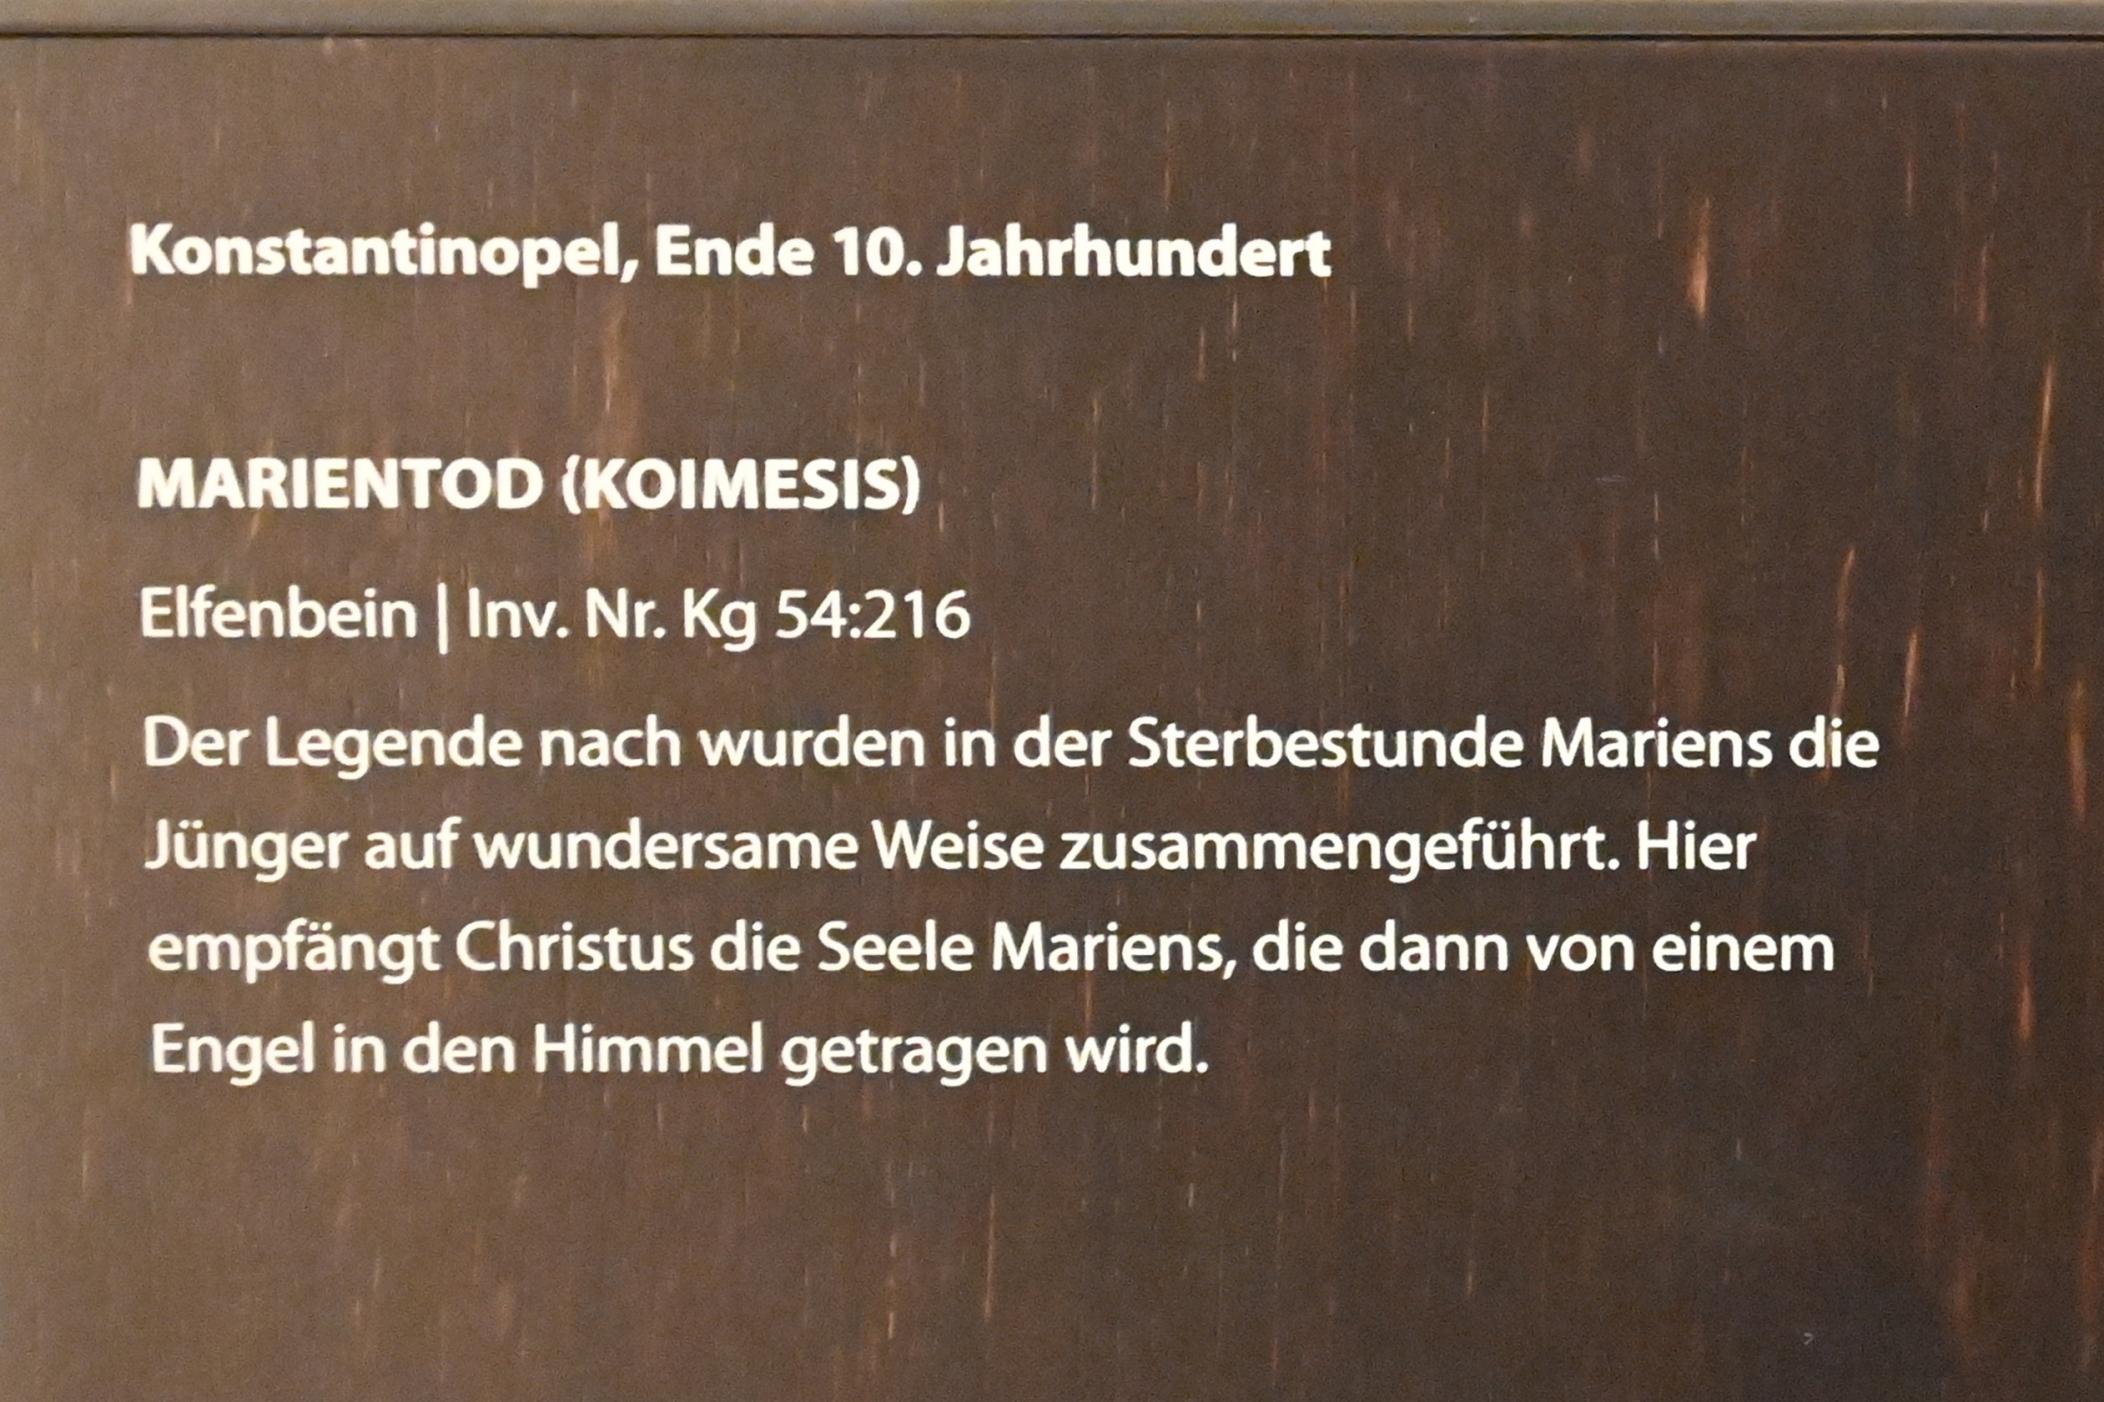 Konstantinopel, Ende 10. Jahrhundert
MARIENTOD (KOIMESIS)
Elfenbein | Inv. Nr. Kg 54:216
Der Legende nach wurden in der Sterbestunde Mariens die
Jünger auf wundersame Weise zusammengeführt. Hier
empfängt Christus die Seele Mariens, die dann von einem
Engel in den Himmel getragen wird.